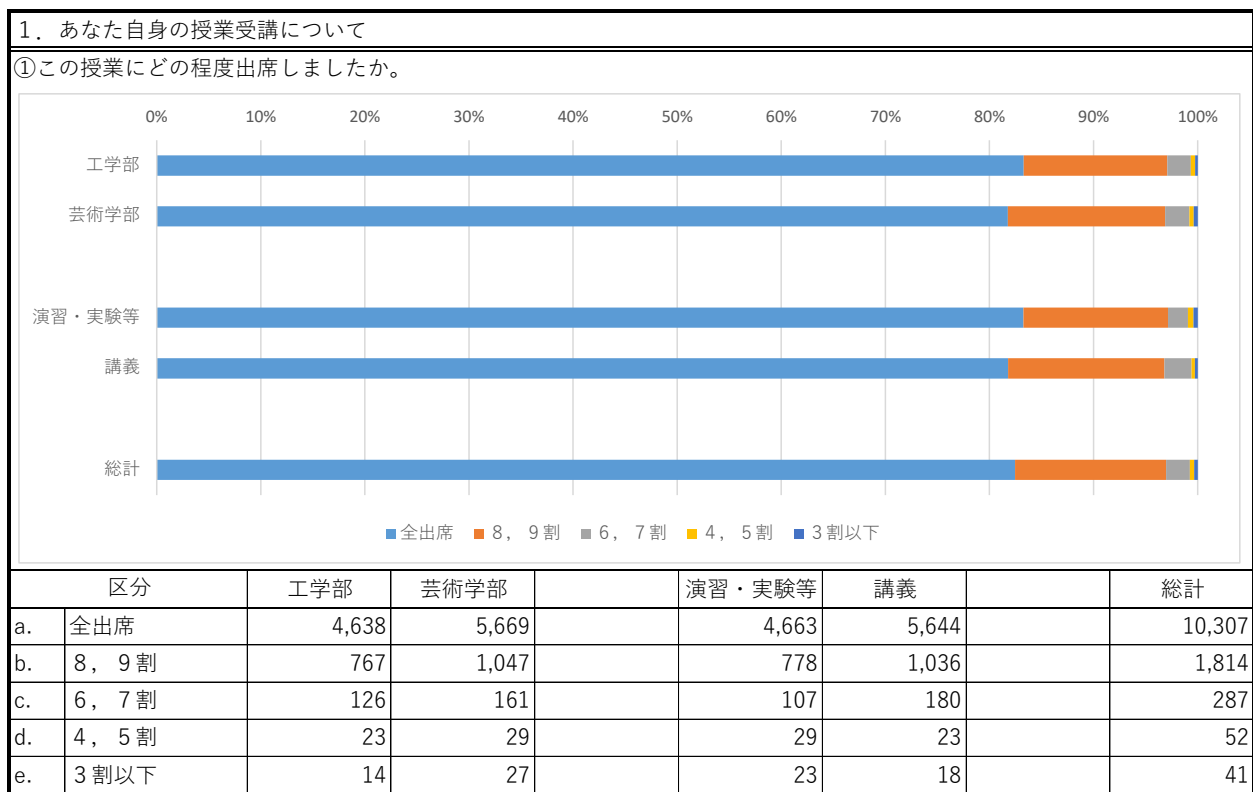 1．あなた自身の授業受講について
①この授業にどの程度出席しましたか。
0% 10% 20% 30% 40% 50% 60% 70% 80% 90% 100%
工学部
芸術学部
演習・実験等
講義
総計
全出席 8，9割 6，7割 4，5割 3割以下
区分 工学部 芸術学部 演習・実験等 講義 総計
a. 全出席 4,638 5,669 4,663 5,644 10,307
b. 8，9割 767 1,047 778 1,036 1,814
c. 6，7割 126 161 107 180 287
d. 4，5割 23 29 29 23 52
e. 3割以下 14 27 23 18 41